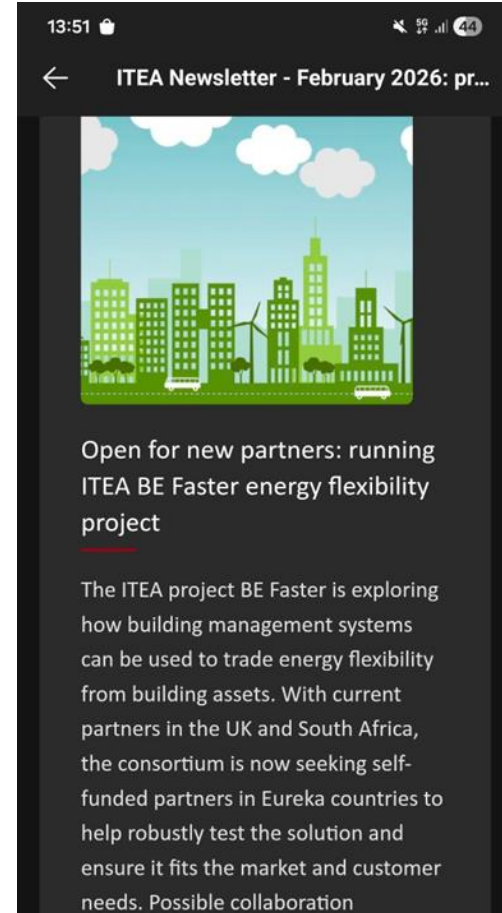 13:51
5G
44
ITEA Newsletter - February 2026: pr...
Open for new partners: running
ITEA BE Faster energy flexibility
project
The ITEA project BE Faster is exploring
how building management systems
can be used to trade energy flexibility
from building assets. With current
partners in the UK and South Africa,
the consortium is now seeking self-
funded partners in Eureka countries to
help robustly test the solution and
ensure it fits the market and customer
needs. Possible collaboration